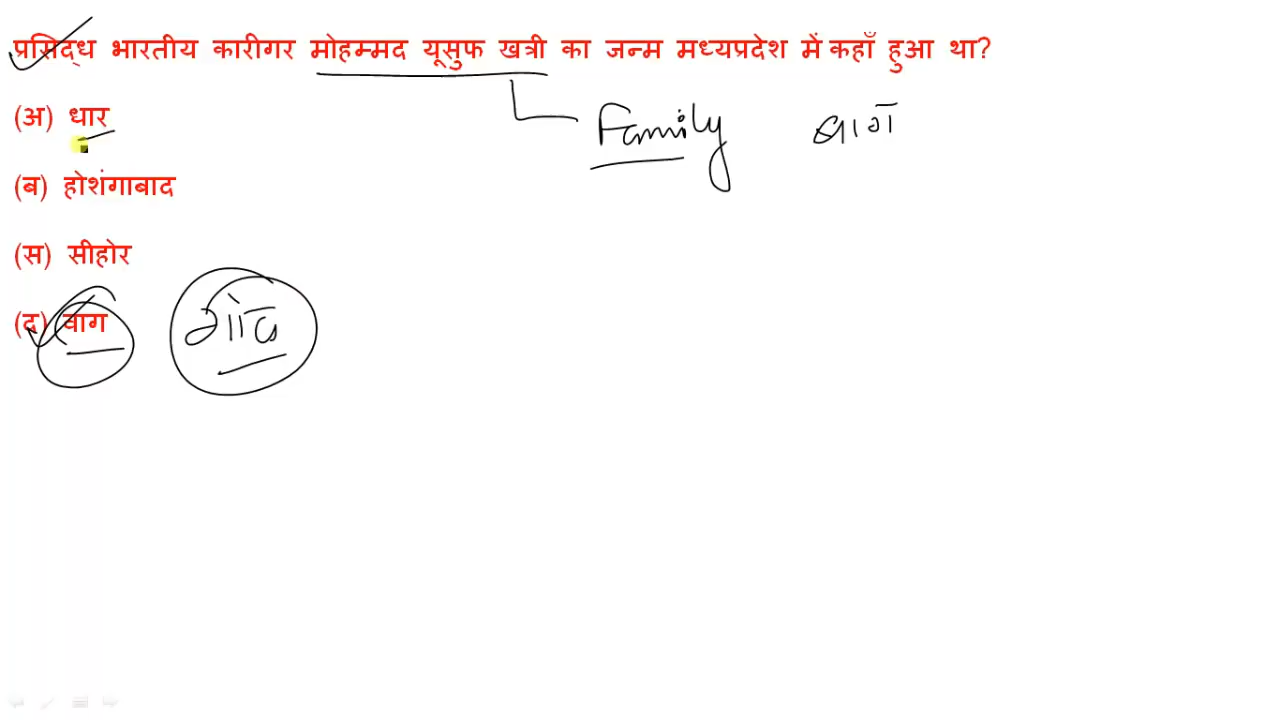 प्रसिद्ध भारतीय कारीगर मोहम्मद यूसुफ खत्री का जन्म मध्यप्रदेश में कहाँ हुआ था?
(अ) धार
Family बाग
(ब) होशंगाबाद
(स) सीहोर
(द) वाग गाँव